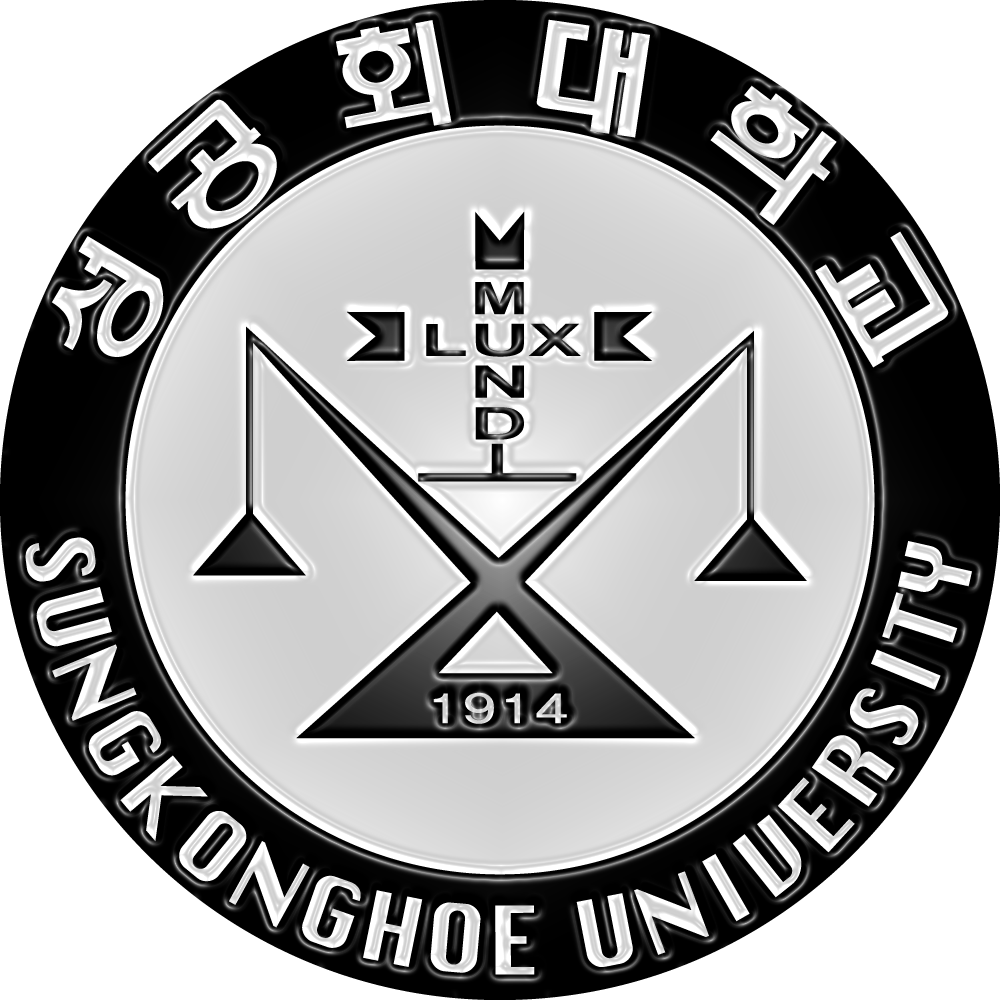 성공회대학교
LUX
MUNDI
1914
SUNGKONGHOE UNIVERSITY